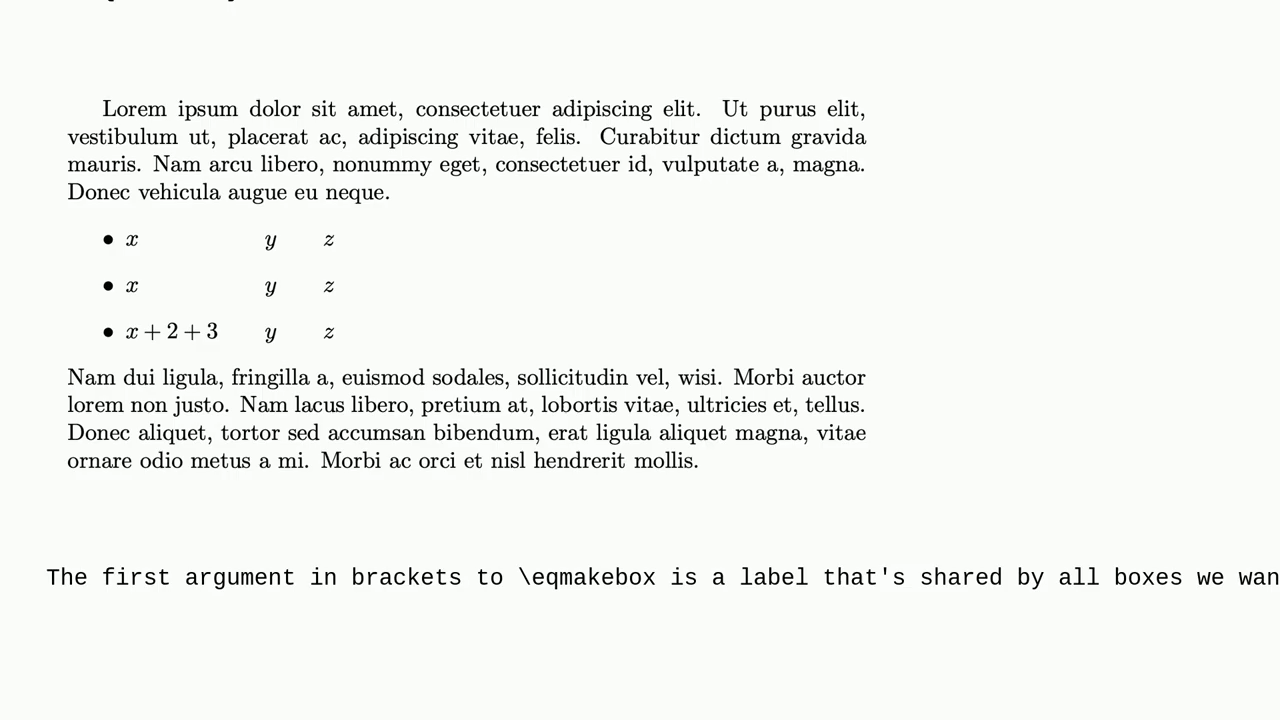 Lorem ipsum dolor sit amet, consectetuer adipiscing elit. Ut purus elit,
vestibulum ut, placerat ac, adipiscing vitae, felis. Curabitur dictum gravida
mauris. Nam arcu libero, nonummy eget, consectetuer id, vulputate a, magna.
Donec vehicula augue eu neque.
• x y z
• x y z
• x + 2 + 3 y z
Nam dui ligula, fringilla a, euismod sodales, sollicitudin vel, wisi. Morbi auctor
lorem non justo. Nam lacus libero, pretium at, lobortis vitae, ultricies et, tellus.
Donec aliquet, tortor sed accumsan bibendum, erat ligula aliquet magna, vitae
ornare odio metus a mi. Morbi ac orci et nisl hendrerit mollis.
The first argument in brackets to \eqmakebox is a label that's shared by all boxes we